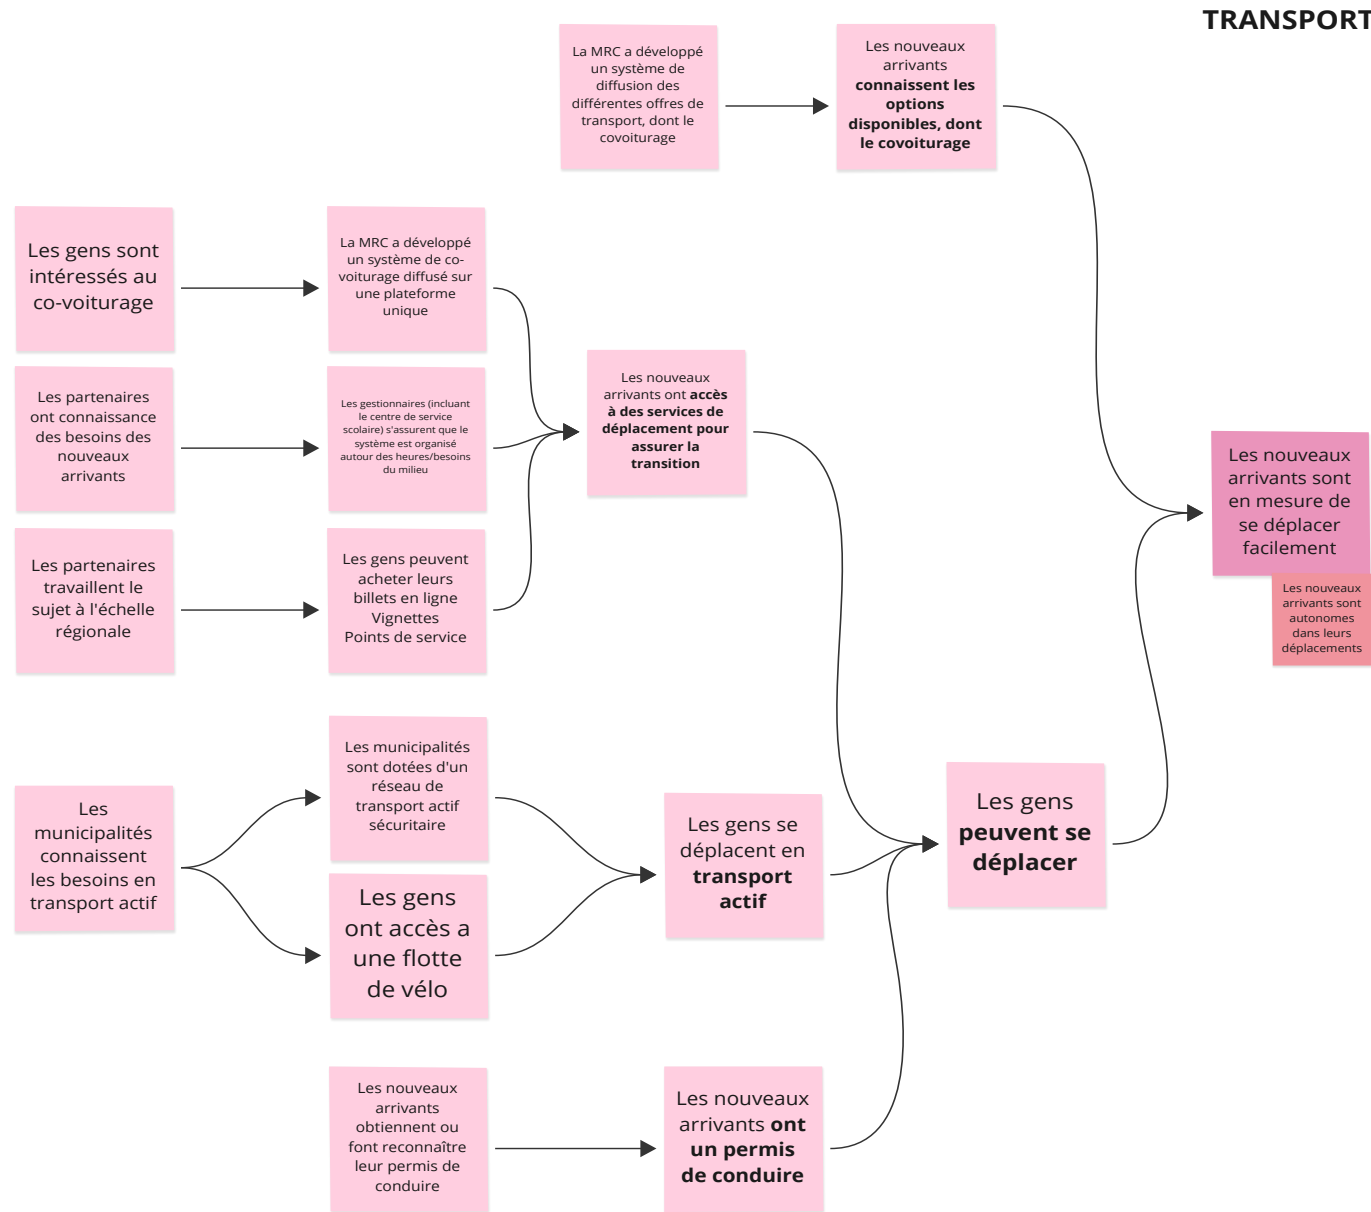 TRANSPORT
La MRC a développé
un système de
diffusion des
différentes offres de
transport, dont le
covoiturage
Les nouveaux
arrivants
connaissent les
options
disponibles, dont
le covoiturage
Les gens sont
intéressés au
co-voiturage
La MRC a développé
un système de co-
voiturage diffusé sur
une plateforme
unique
Les partenaires
ont connaissance
des besoins des
nouveaux
arrivants
Les gestionnaires (incluant
le centre de service
scolaire) s'assurent que le
système est organisé
autour des heures/besoins
du milieu
Les nouveaux
arrivants ont accès
à des services de
déplacement pour
assurer la
transition
Les partenaires
travaillent le
sujet à l'échelle
régionale
Les gens peuvent
acheter leurs
billets en ligne
Vignettes
Points de service
Les nouveaux
arrivants sont
en mesure de
se déplacer
facilement
Les nouveaux
arrivants sont
autonomes
dans leurs
déplacements
Les
municipalités
connaissent
les besoins en
transport actif
Les municipalités
sont dotées d'un
réseau de
transport actif
sécuritaire
Les gens
ont accès a
une flotte
de vélo
Les gens se
déplacent en
transport
actif
Les gens
peuvent se
déplacer
Les nouveaux
arrivants
obtiennent ou
font reconnaître
leur permis de
conduire
Les nouveaux
arrivants ont
un permis
de conduire